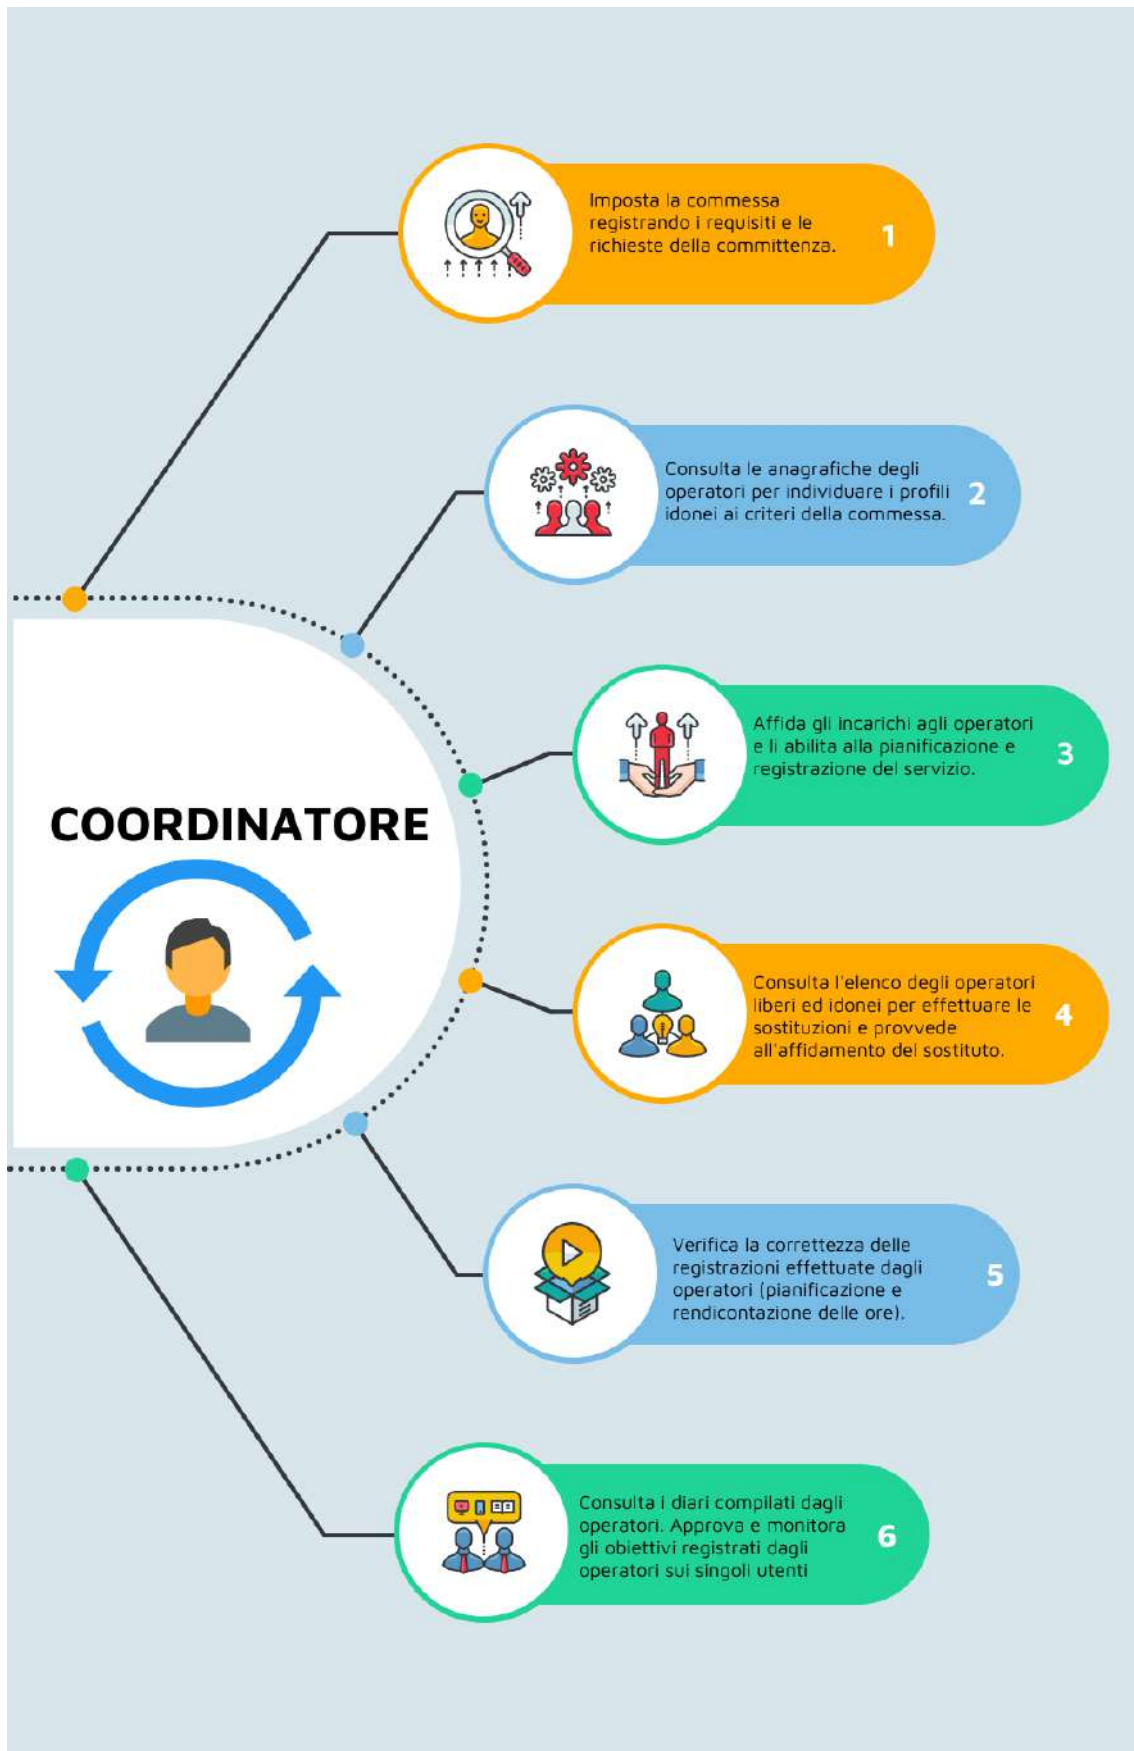 Imposta la commessa
registrando i requisiti e le
richieste della committenza.
1
Consulta le anagrafiche degli
operatori per individuare i profili
idonei ai criteri della commessa.
2
Affida gli incarichi agli operatori
e li abilita alla pianificazione e
registrazione del servizio.
3
COORDINATORE
Consulta l'elenco degli operatori
liberi ed idonei per effettuare le
sostituzioni e provvede
all'affidamento del sostituto.
4
Verifica la correttezza delle
registrazioni effettuate dagli
operatori (pianificazione e
rendicontazione delle ore).
5
Consulta i diari compilati dagli
operatori. Approva e monitora
gli obiettivi registrati dagli
operatori sui singoli utenti
6